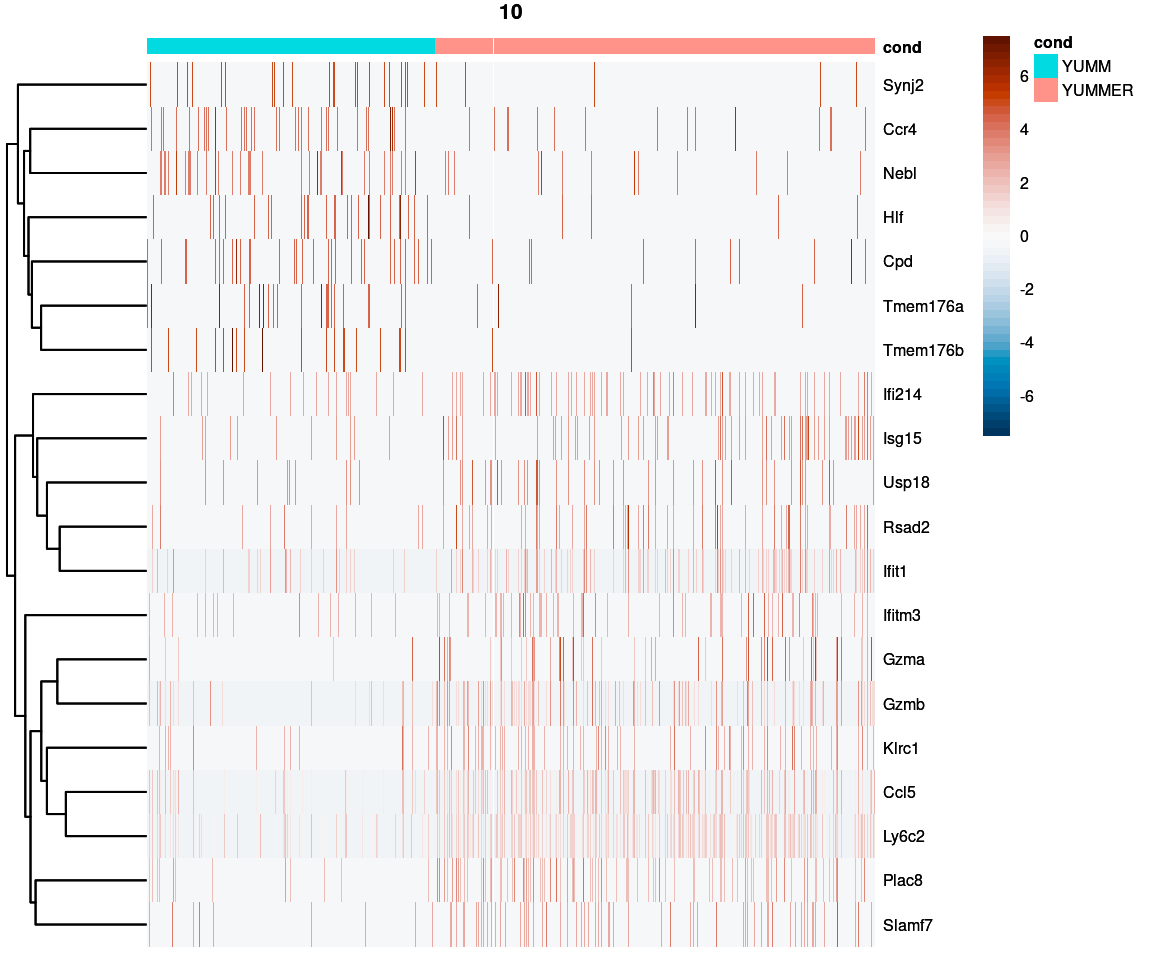 10
cond
Synj2
Ccr4
Nebl
Hlf
Cpd
Tmem176a
Tmem176b
Ifi214
Isg15
Usp18
Rsad2
Ifit1
Ifitm3
Gzma
Gzmb
Klrc1
Ccl5
Ly6c2
Plac8
Slamf7
6
4
2
0
-2
-4
-6
cond
YUMM
YUMMER